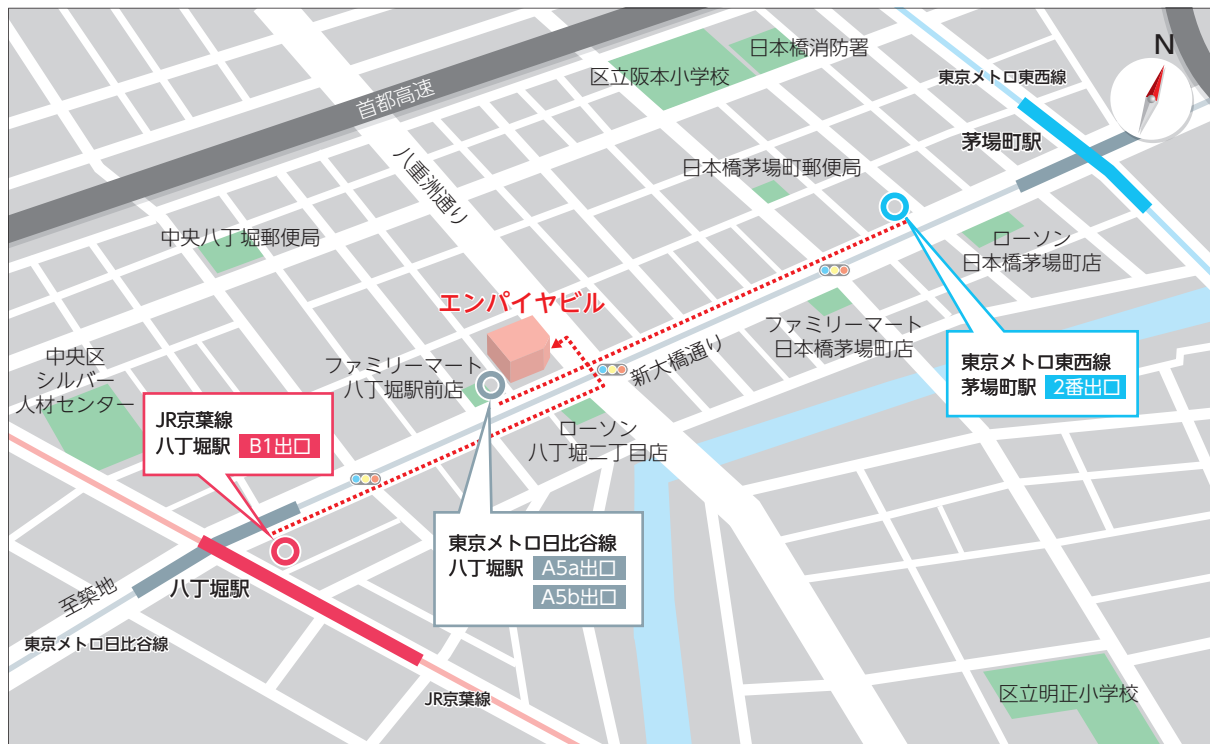 N
日本橋消防署
区立阪本小学校
東京メトロ東西線
首都高速
茅場町駅
八重洲通り
日本橋茅場町郵便局
中央八丁堀郵便局
ローソン
日本橋茅場町店
エンパイヤビル
ファミリーマート
日本橋茅場町店
新大橋通り
中央区
シルバー
人材センター
ファミリーマート
八丁堀駅前店
東京メトロ東西線
茅場町駅 2番出口
JR京葉線
八丁堀駅 B1出口
ローソン
八丁堀二丁目店
東京メトロ日比谷線
八丁堀駅 A5a出口
A5b出口
八丁堀駅
至築地
東京メトロ日比谷線
JR京葉線
区立明正小学校